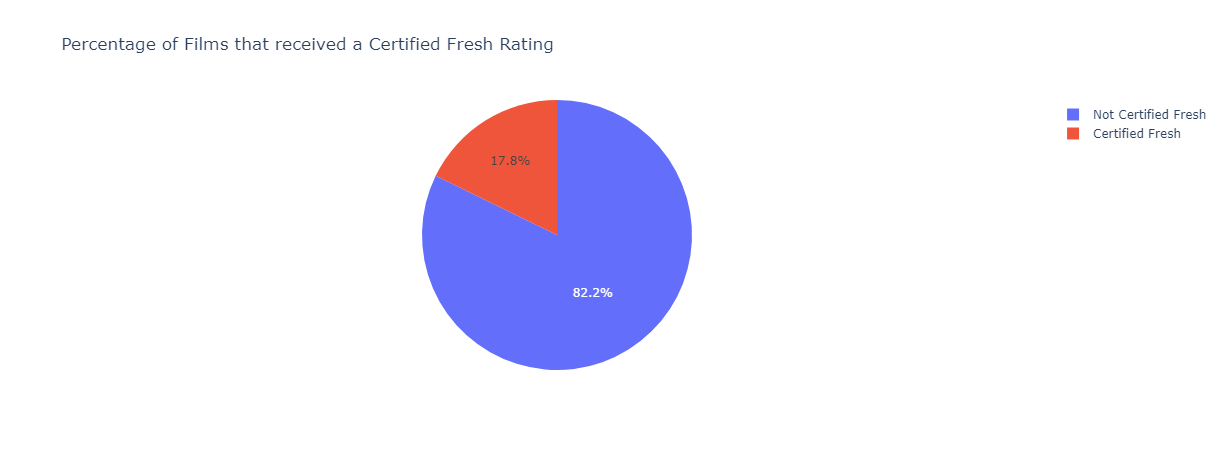 Percentage of Films that received a Certified Fresh Rating
Not Certified Fresh
Certified Fresh
17.8%
82.2%